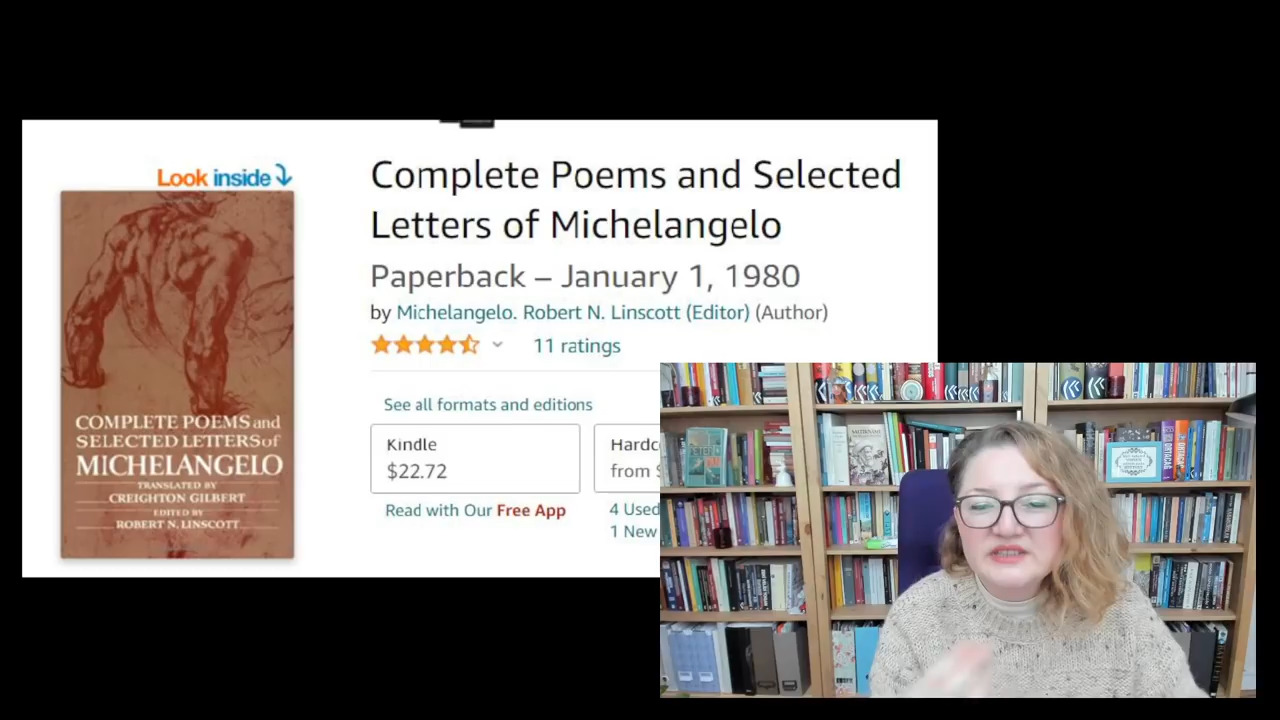 Look inside
COMPLETE POEMS and
SELECTED LETTERS of
MICHELANGELO
TRANSLATED BY
CREIGHTON GILBERT
EDITED BY
ROBERT N. LINSCOTT
Complete Poems and Selected
Letters of Michelangelo
Paperback – January 1, 1980
by Michelangelo. Robert N. Linscott (Editor) (Author)
11 ratings
See all formats and editions
Kindle
$22.72
Read with Our Free App
Hardc
from
4 Used
1 New
ORTAÇAĞ